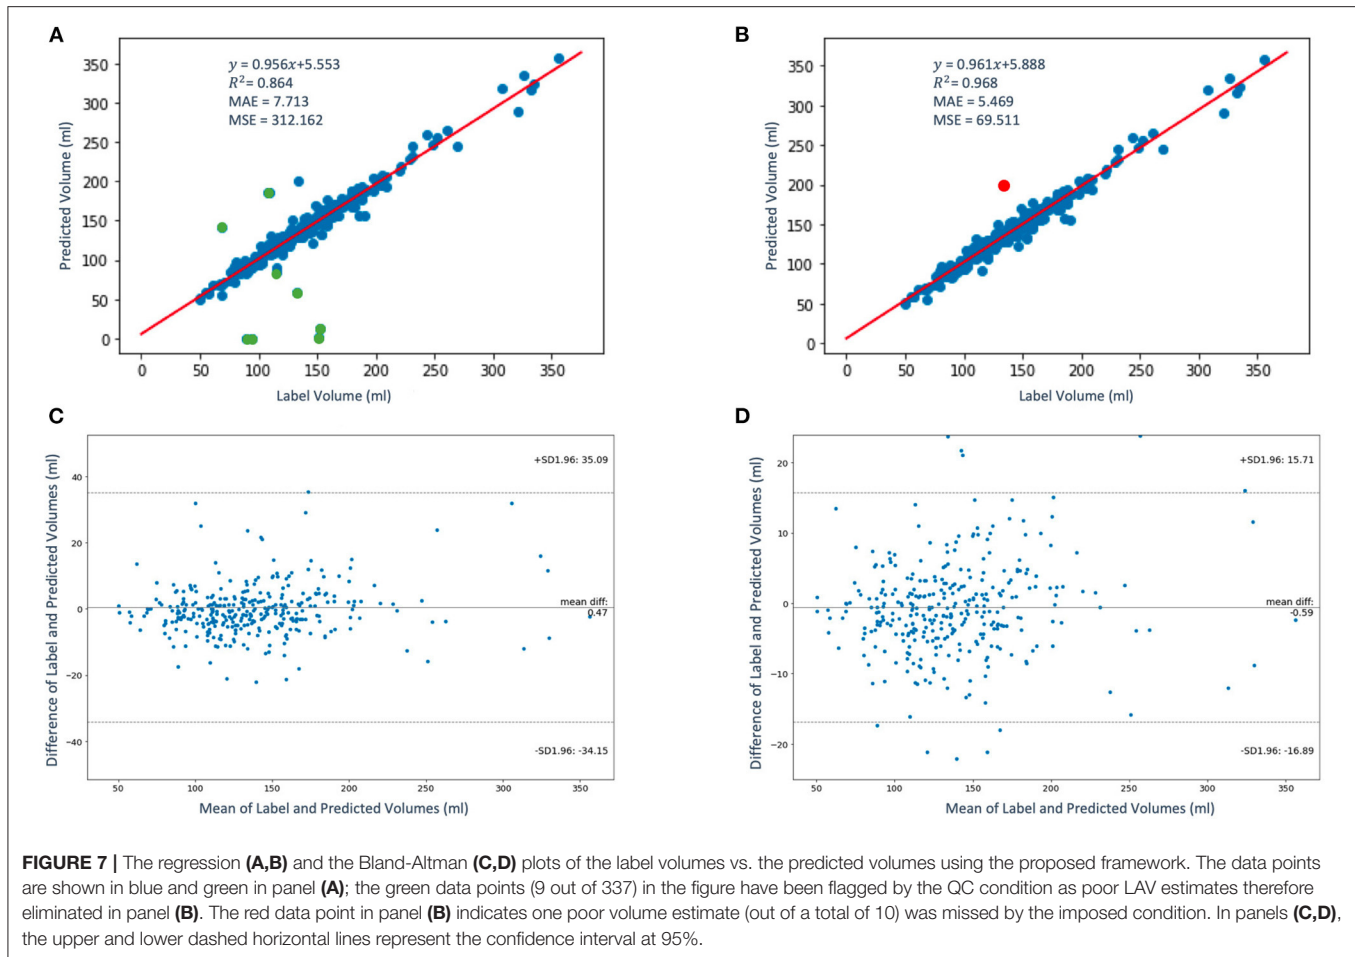 A
y = 0.956x+5.553
R² = 0.864
MAE = 7.713
MSE = 312.162
350
300
250
200
150
100
50
0
Predicted Volume (ml)
0 50 100 150 200 250 300 350
Label Volume (ml)
B
y = 0.961x+5.888
R² = 0.968
MAE = 5.469
MSE = 69.511
350
300
250
200
150
100
50
0
Predicted Volume (ml)
0 50 100 150 200 250 300 350
Label Volume (ml)
C
+SD1.96: 35.09
mean diff:
0.47
-SD1.96: -34.15
40
20
0
−20
−40
Difference of Label and Predicted Volumes (ml)
50 100 150 200 250 300 350
Mean of Label and Predicted Volumes (ml)
D
+SD1.96: 15.71
mean diff:
-0.59
-SD1.96: -16.89
20
10
0
−10
−20
Difference of Label and Predicted Volumes (ml)
50 100 150 200 250 300 350
Mean of Label and Predicted Volumes (ml)
FIGURE 7 | The regression (A,B) and the Bland-Altman (C,D) plots of the label volumes vs. the predicted volumes using the proposed framework. The data points
are shown in blue and green in panel (A); the green data points (9 out of 337) in the figure have been flagged by the QC condition as poor LAV estimates therefore
eliminated in panel (B). The red data point in panel (B) indicates one poor volume estimate (out of a total of 10) was missed by the imposed condition. In panels (C,D),
the upper and lower dashed horizontal lines represent the confidence interval at 95%.